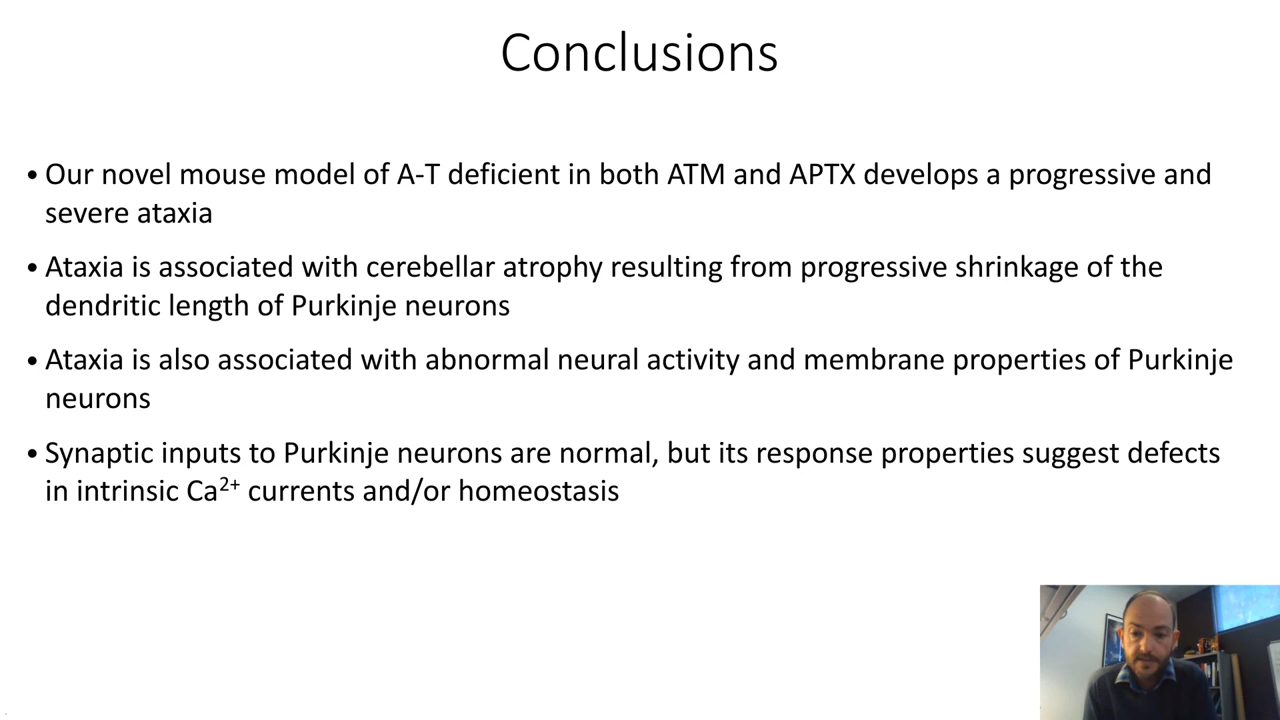 Conclusions
• Our novel mouse model of A-T deficient in both ATM and APTX develops a progressive and
severe ataxia
• Ataxia is associated with cerebellar atrophy resulting from progressive shrinkage of the
dendritic length of Purkinje neurons
• Ataxia is also associated with abnormal neural activity and membrane properties of Purkinje
neurons
• Synaptic inputs to Purkinje neurons are normal, but its response properties suggest defects
in intrinsic Ca²⁺ currents and/or homeostasis